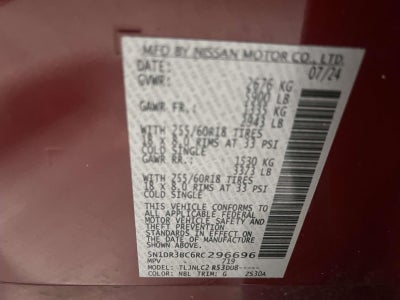 MFD BY NISSAN MOTOR CO., LTD.
DATE: 07/24
GVWR: 2676 KG
LB
GAWR FR.: KG
LB
WITH 255/60R18 TIRES
18 X 8.0 RIMS AT 33 PSI
COLD SINGLE
GAWR RR.: 1530 KG
3373 LB
WITH 255/60R18 TIRES
18 X 8.0 RIMS AT 33 PSI
COLD SINGLE
THIS VEHICLE CONFORMS
TO ALL APPLICABLE FEDERAL
MOTOR VEHICLE SAFETY AND
THEFT PREVENTION
STANDARDS IN EFFECT ON THE
DATE OF MANUFACTURE
SHOWN ABOVE.
5N1DR3BC6RC296696
MPV 719
MODEL:
COLOR: NBL TRIM: G 2S30A